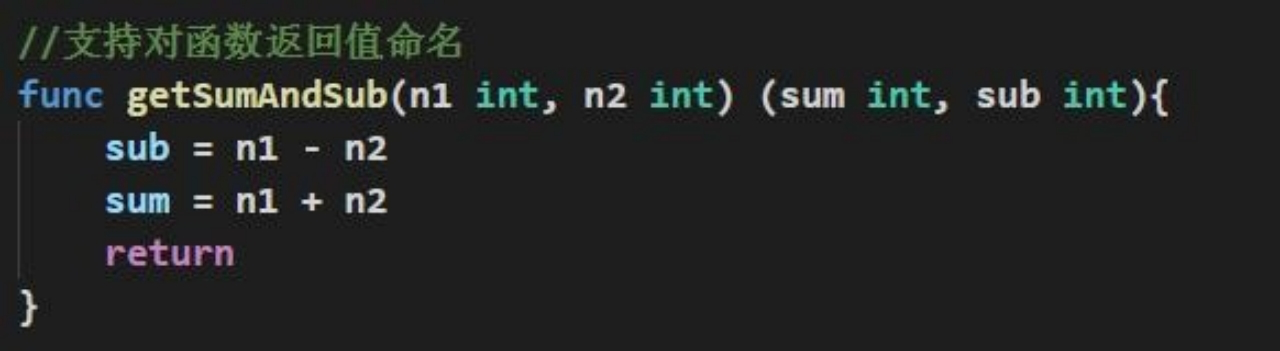 //支持对函数返回值命名
func getSumAndSub(n1 int, n2 int) (sum int, sub int){
    sub = n1 - n2
    sum = n1 + n2
    return
}